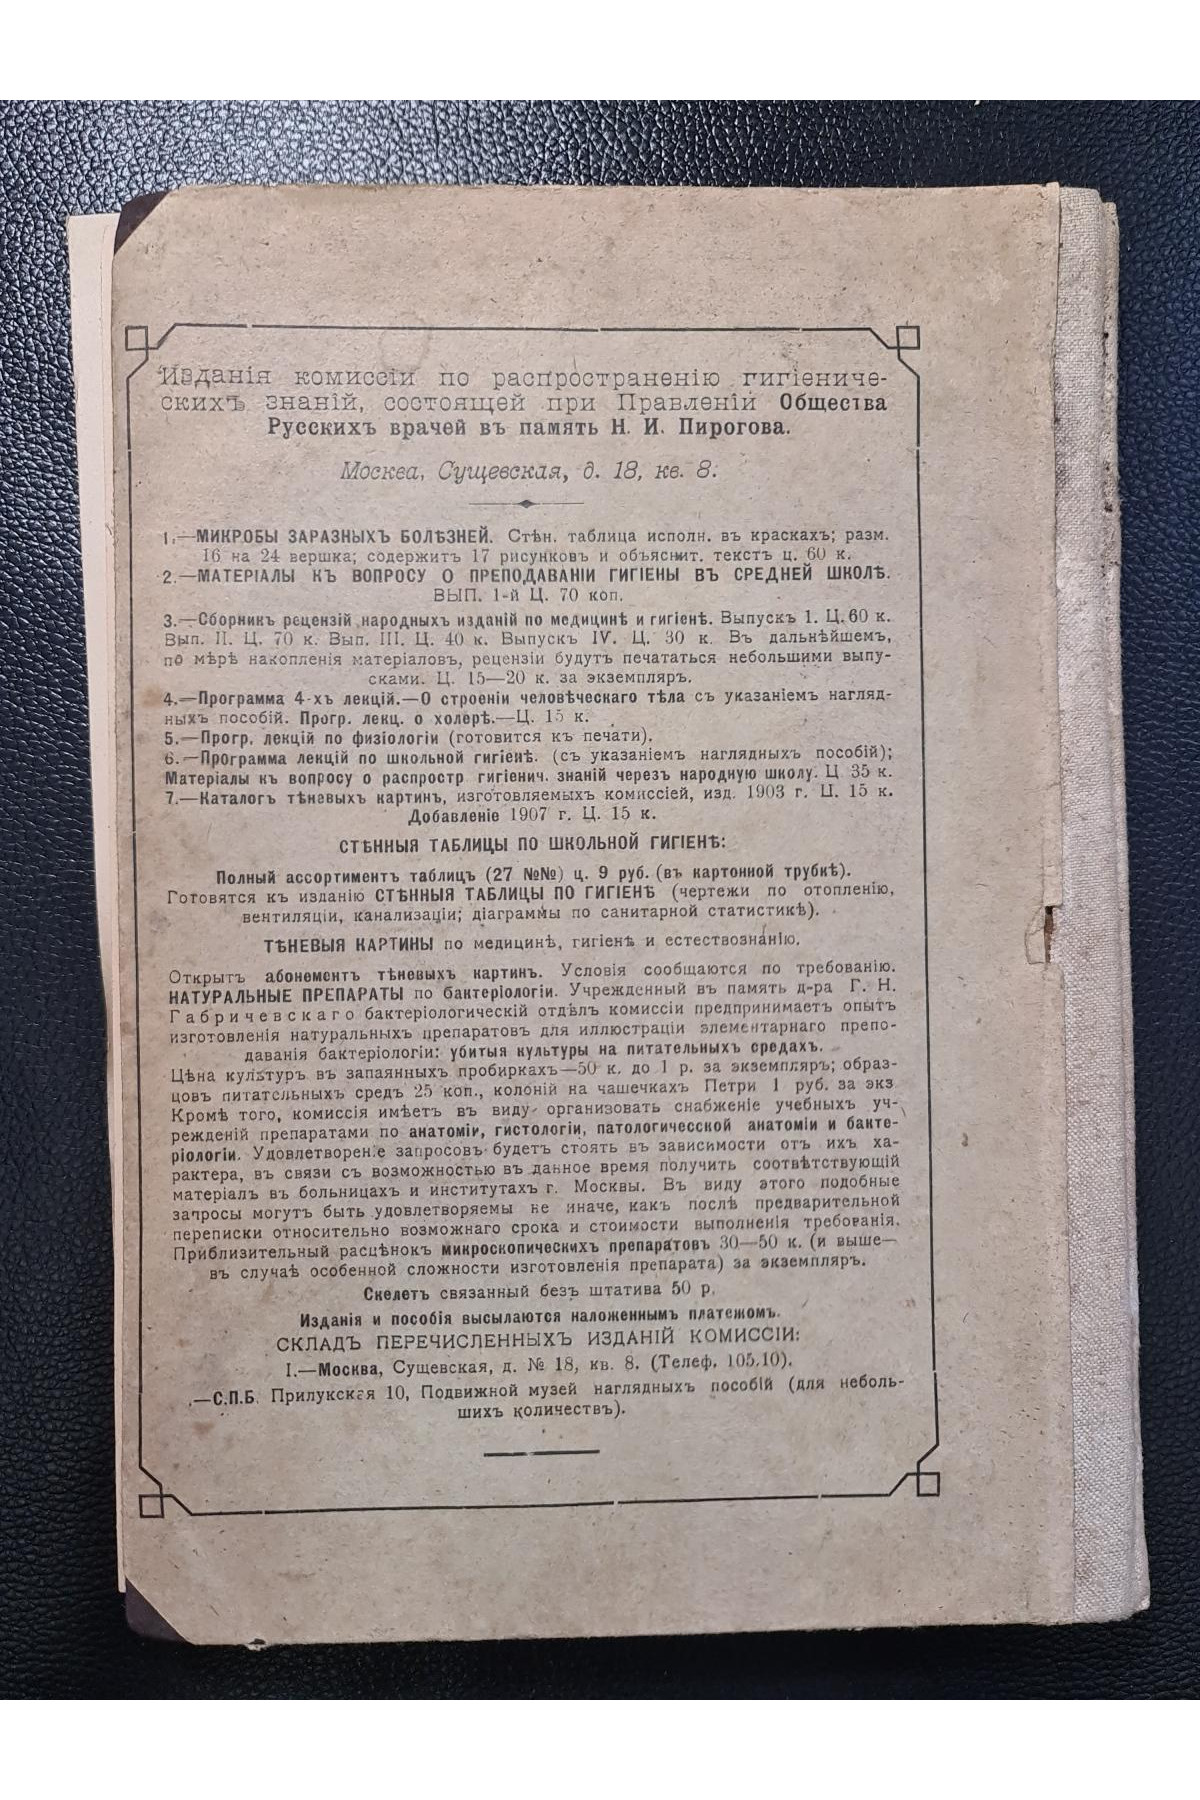 Изданія комиссіи по распространенію гигіениче-
скихъ знаній, состоящей при Правленіи Общества
Русскихъ врачей въ память Н. И. Пирогова.
Москва, Сущевская, д. 18, кв. 8.
1.—МИКРОБЫ ЗАРАЗНЫХЪ БОЛѢЗНЕЙ. Стѣн. таблица исполн. въ краскахъ; разм.
16 на 24 вершка; содержитъ 17 рисунковъ и объяснит. текстъ ц. 60 к.
2.—МАТЕРІАЛЫ КЪ ВОПРОСУ О ПРЕПОДАВАНІИ ГИГІЕНЫ ВЪ СРЕДНЕЙ ШКОЛѢ.
ВЫП. 1-й Ц. 70 коп.
3.—Сборникъ рецензій народныхъ изданій по медицинѣ и гигіенѣ. Выпускъ 1. Ц. 60 к.
Вып. II. Ц. 70 к. Вып. III. Ц. 40 к. Выпускъ IV. Ц. 30 к. Въ дальнѣйшемъ,
по мѣрѣ накопленія матеріаловъ, рецензіи будутъ печататься небольшими выпу-
сками. Ц. 15—20 к. за экземпляръ.
4.—Программа 4-хъ лекцій.—О строеніи человѣческаго тѣла съ указаніемъ нагляд-
ныхъ пособій. Прогр. лекц. о холерѣ.—Ц. 15 к.
5.—Прогр. лекцій по физіологіи (готовится къ печати).
6.—Программа лекцій по школьной гигіенѣ. (съ указаніемъ наглядныхъ пособій);
Матеріалы къ вопросу о распростр гигіенич. знаній черезъ народную школу. Ц 35 к.
7.—Каталогъ тѣневыхъ картинъ, изготовляемыхъ комиссіей, изд. 1903 г. Ц. 15 к.
Добавленіе 1907 г. Ц. 15 к.
СТѢННЫЯ ТАБЛИЦЫ ПО ШКОЛЬНОЙ ГИГІЕНѢ:
Полный ассортиментъ таблицъ (27 №№) ц. 9 руб. (въ картонной трубкѣ).
Готовятся къ изданію СТѢННЫЯ ТАБЛИЦЫ ПО ГИГІЕНѢ (чертежи по отопленію,
вентиляціи, канализаціи; діаграммы по санитарной статистикѣ).
ТѢНЕВЫЯ КАРТИНЫ по медицинѣ, гигіенѣ и естествознанію.
Открытъ абонементъ тѣневыхъ картинъ. Условія сообщаются по требованію.
НАТУРАЛЬНЫЕ ПРЕПАРАТЫ по бактеріологіи. Учрежденный въ память д-ра Г. Н.
Габричевскаго бактеріологическій отдѣлъ комиссіи предпринимаетъ опытъ
изготовленія натуральныхъ препаратовъ для иллюстраціи элементарнаго препо-
даванія бактеріологіи: убитыя культуры на питательныхъ средахъ.
Цѣна культуръ въ запаянныхъ пробиркахъ—50 к. до 1 р. за экземпляръ; образ-
цовъ питательныхъ средъ 25 коп., колоній на чашечкахъ Петри 1 руб. за экз
Кромѣ того, комиссія имѣетъ въ виду организовать снабженіе учебныхъ уч-
режденій препаратами по анатоміи, гистологіи, патологической анатоміи и бакте-
ріологіи. Удовлетвореніе запросовъ будетъ стоять въ зависимости отъ ихъ ха-
рактера, въ связи съ возможностью въ данное время получить соотвѣтствующій
матеріалъ въ больницахъ и институтахъ г. Москвы. Въ виду этого подобные
запросы могутъ быть удовлетворяемы не иначе, какъ послѣ предварительной
переписки относительно возможнаго срока и стоимости выполненія требованія.
Приблизительный расцѣнокъ микроскопическихъ препаратовъ 30—50 к. (и выше—
въ случаѣ особенной сложности изготовленія препарата) за экземпляръ.
Скелетъ связанный безъ штатива 50 р.
Изданія и пособія высылаются наложеннымъ платежомъ.
СКЛАДЪ ПЕРЕЧИСЛЕННЫХЪ ИЗДАНІЙ КОМИССІИ:
I.—Москва, Сущевская, д. № 18, кв. 8. (Телеф. 105.10).
—С.П.Б. Прилукская 10, Подвижной музей наглядныхъ пособій (для неболь-
шихъ количествъ).